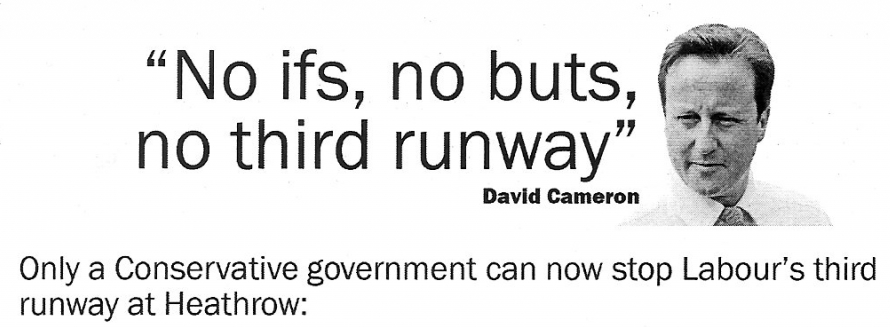 “No ifs, no buts,
no third runway”
David Cameron
Only a Conservative government can now stop Labour’s third
runway at Heathrow: